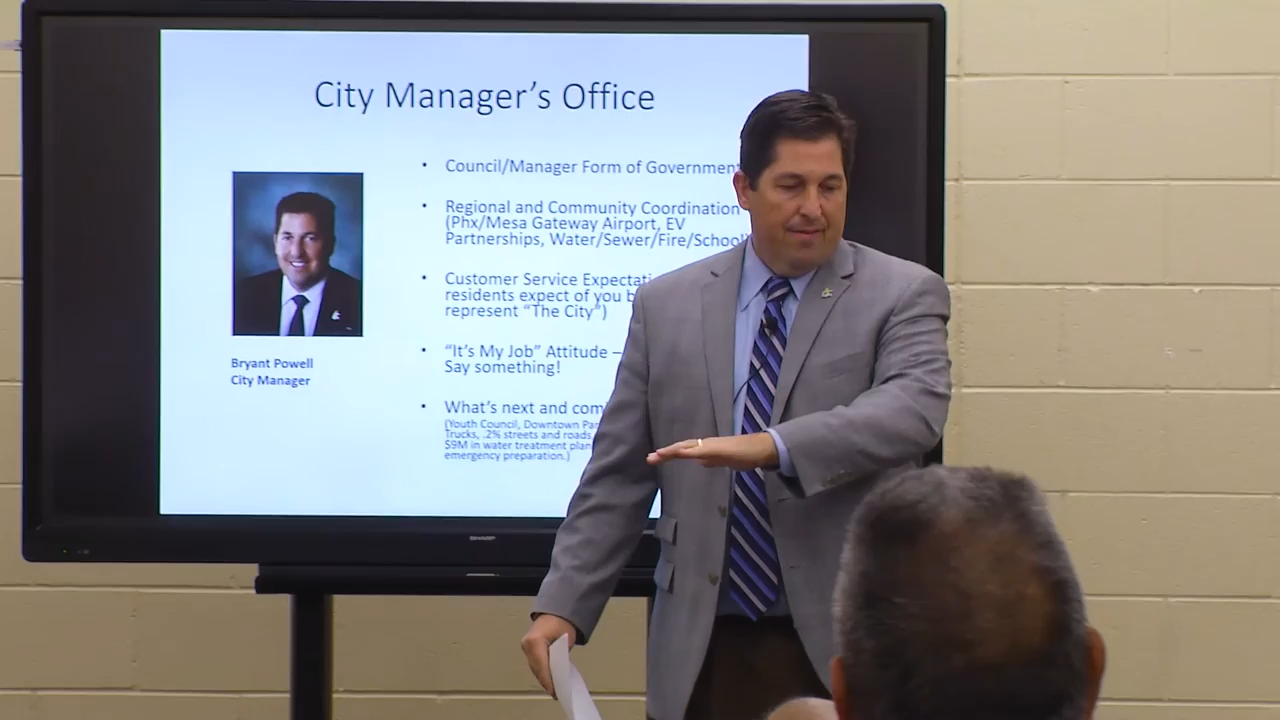 City Manager's Office
• Council/Manager Form of Government
• Regional and Community Coordination
(Phx/Mesa Gateway Airport, EV
Partnerships, Water/Sewer/Fire/School
• Customer Service Expectati
residents expect of you b
represent "The City")
• "It's My Job" Attitude –
Say something!
• What's next and com
(Youth Council, Downtown Par
Trucks, .2% streets and roads,
$9M in water treatment plan
emergency preparation.)
Bryant Powell
City Manager
SHARP